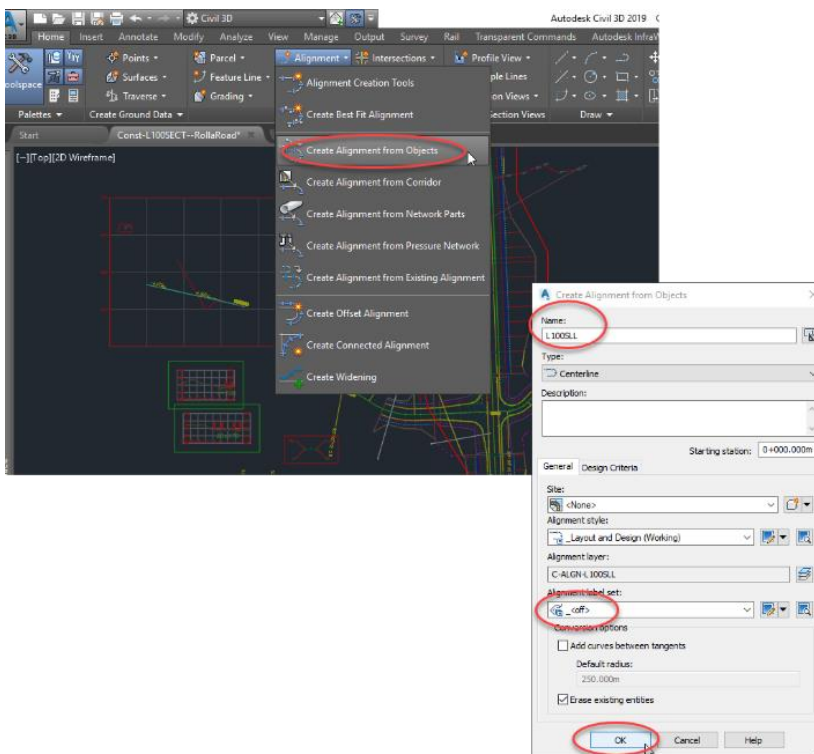 Civil 3D
Autodesk Civil 3D 2019
Home Insert Annotate Modify Analyze View Manage Output Survey Rail Transparent Commands
Points Parcel Alignment Intersections Profile View
Surfaces Feature Line
Traverse Grading
Palettes Create Ground Data Section Views Draw
Start Const-L100SECT--RollaRoad*
[-][Top][2D Wireframe]
Alignment Creation Tools
Create Best Fit Alignment
Create Alignment from Objects
Create Alignment from Corridor
Create Alignment from Network Parts
Create Alignment from Pressure Network
Create Alignment from Existing Alignment
Create Offset Alignment
Create Connected Alignment
Create Widening
Create Alignment from Objects
Name:
L100SLL
Type:
Centerline
Description:
Starting station: 0+000.000m
General Design Criteria
Site:
<None>
Alignment style:
_Layout and Design (Working)
Alignment layer:
C-ALGN-L100SLL
Alignment label set:
_<off>
Conversion options
Add curves between tangents
Default radius:
250.000m
Erase existing entities
OK Cancel Help